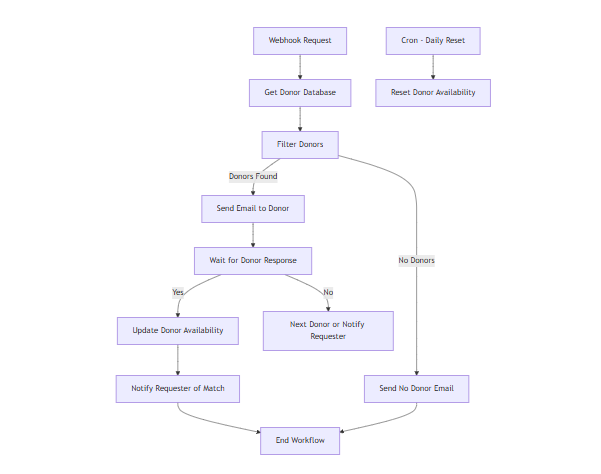 Webhook Request
Cron - Daily Reset
Get Donor Database
Reset Donor Availability
Filter Donors
Donors Found
Send Email to Donor
Wait for Donor Response
No Donors
Yes
No
Update Donor Availability
Next Donor or Notify
Requester
Notify Requester of Match
Send No Donor Email
End Workflow